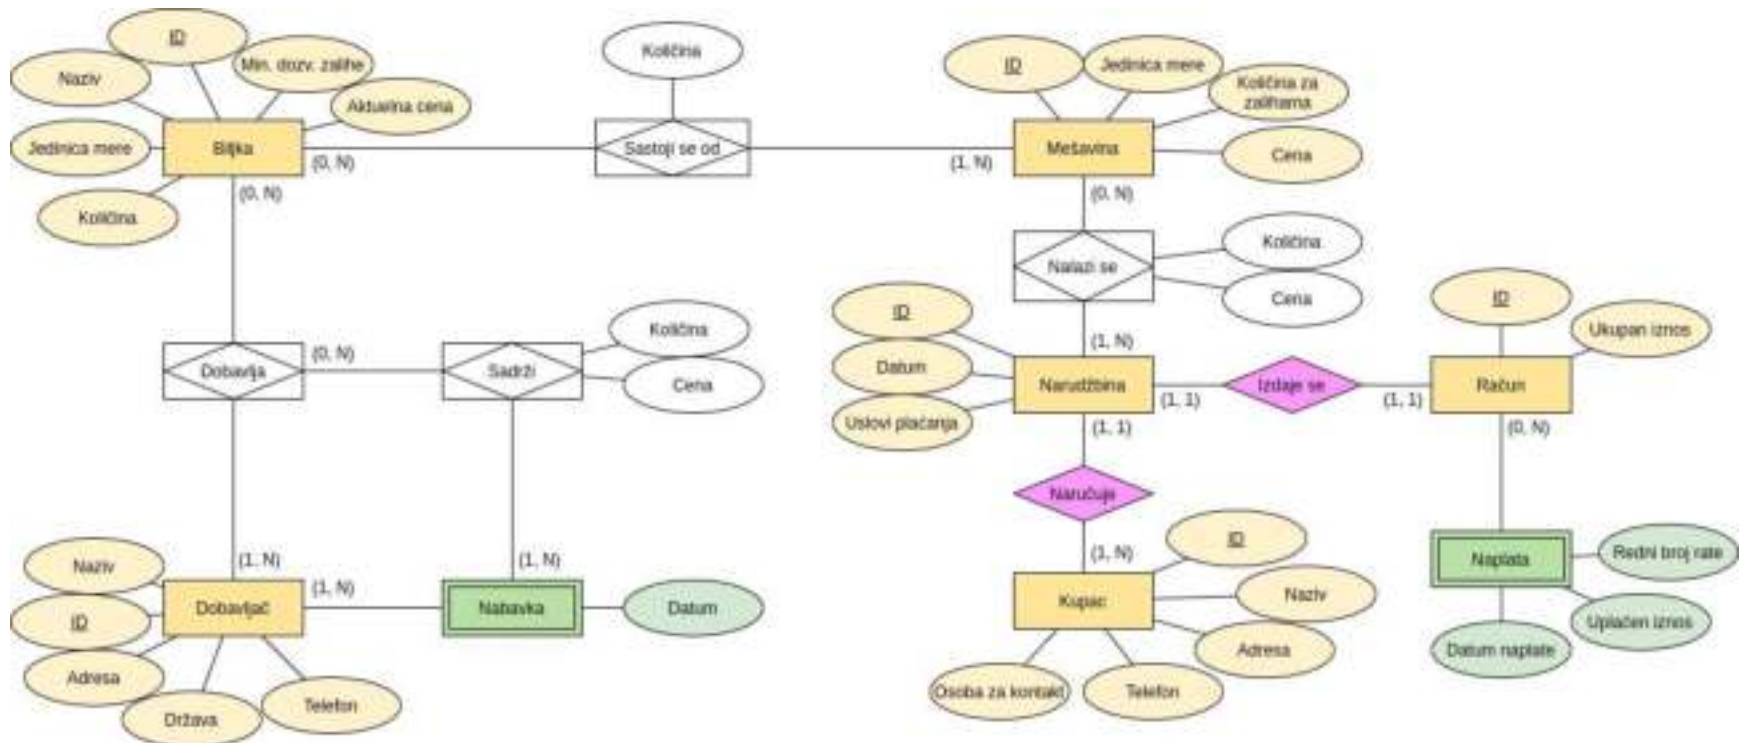 ID
Naziv
Min. dozv. zalihe
Aktuelna cena
Jedinica mere
Biljka
Količina
(0, N)
(0, N)
Količina
Sastoji se od
(1, N)
ID
Jedinica mere
Količina za
zalihama
Cena
Mešavina
(0, N)
Nalazi se
Količina
Cena
(1, N)
Dobavlja
(0, N)
Sadrži
Količina
Cena
ID
Datum
Uslovi plaćanja
Narudžbina
(1, 1)
(1, 1)
Izdaje se
(1, 1)
ID
Ukupan iznos
Račun
(0, N)
Naručuje
(1, N)
(1, N)
(1, N)
(1, N)
Naziv
ID
Adresa
Država
Telefon
Dobavljač
Nabavka
Datum
Kupac
ID
Naziv
Adresa
Telefon
Osoba za kontakt
Naplata
Redni broj rate
Uplaćen iznos
Datum naplate